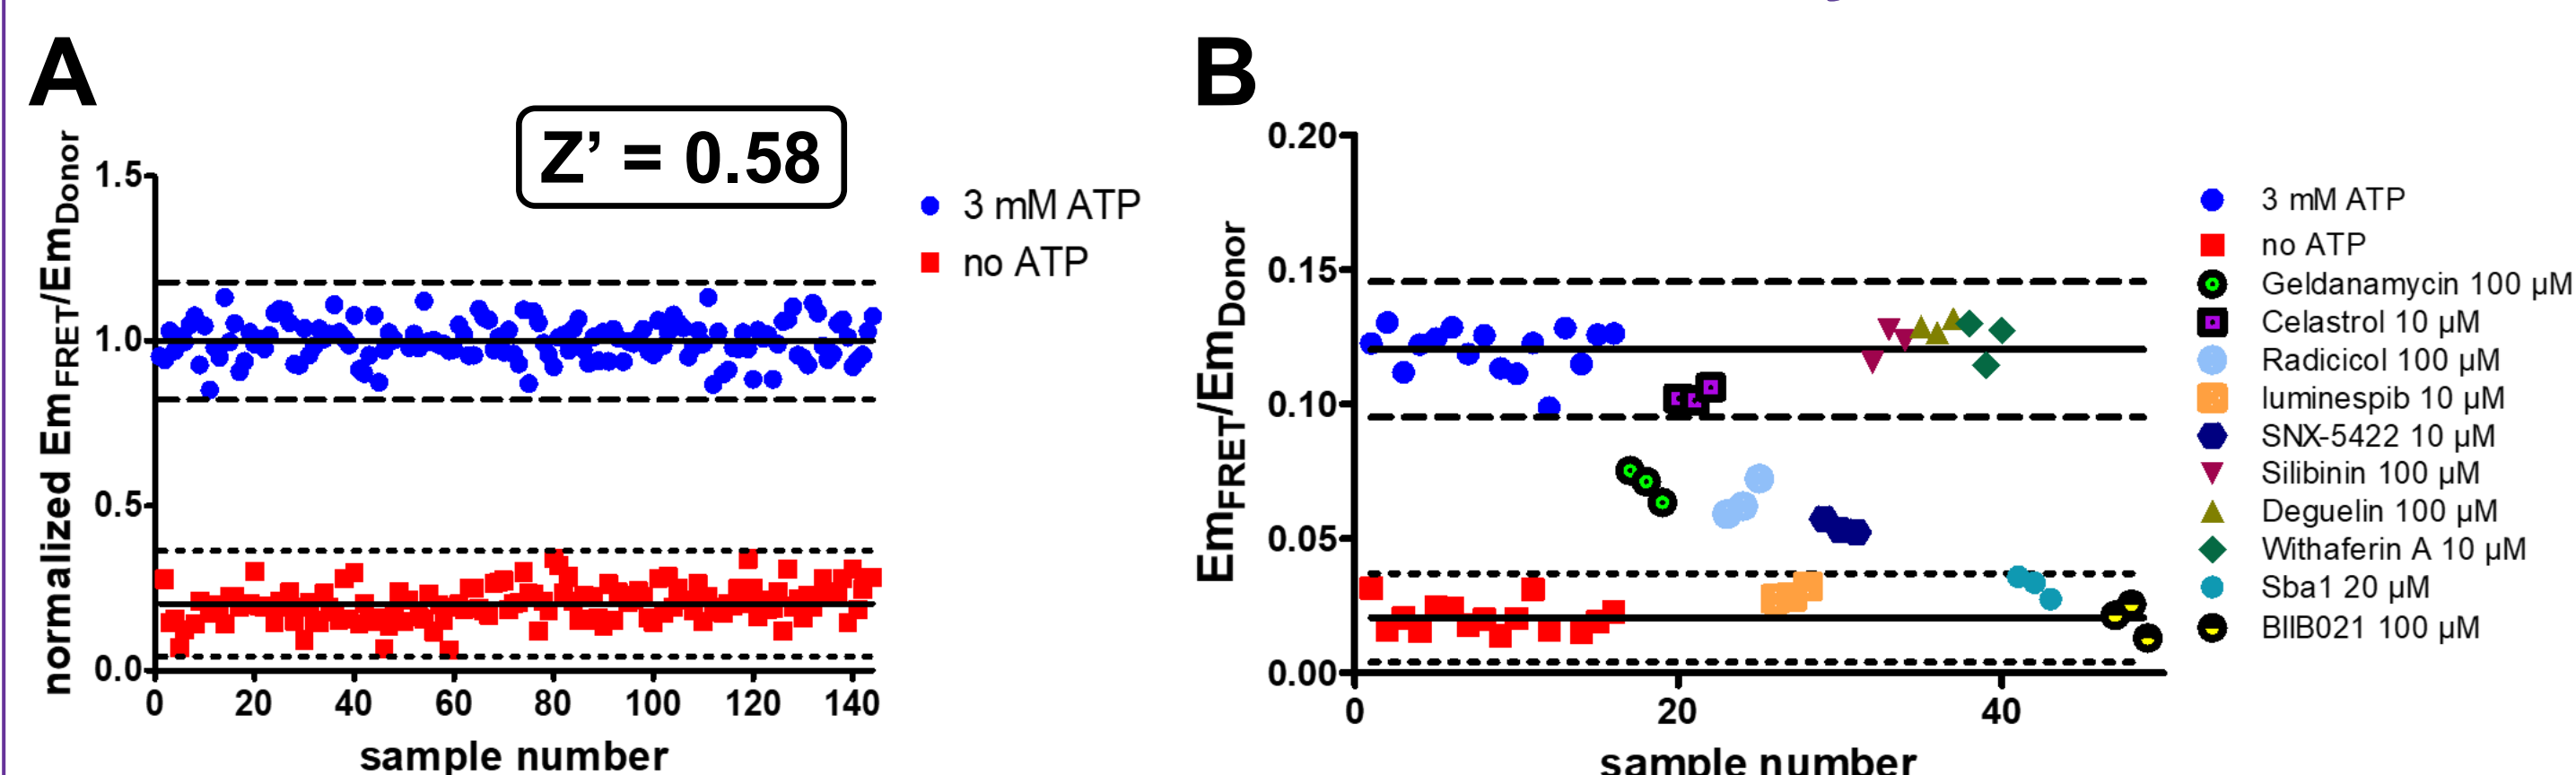 A
Z’ = 0.58
normalized EmFRET/EmDonor
1.5
1.0
0.5
0.0
0 20 40 60 80 100 120 140
sample number
3 mM ATP
no ATP
B
EmFRET/EmDonor
0.20
0.15
0.10
0.05
0.00
0 20 40
sample number
3 mM ATP
no ATP
Geldanamycin 100 µM
Celastrol 10 µM
Radicicol 100 µM
luminespib 10 µM
SNX-5422 10 µM
Silibinin 100 µM
Deguelin 100 µM
Withaferin A 10 µM
Sba1 20 µM
BIIB021 100 µM